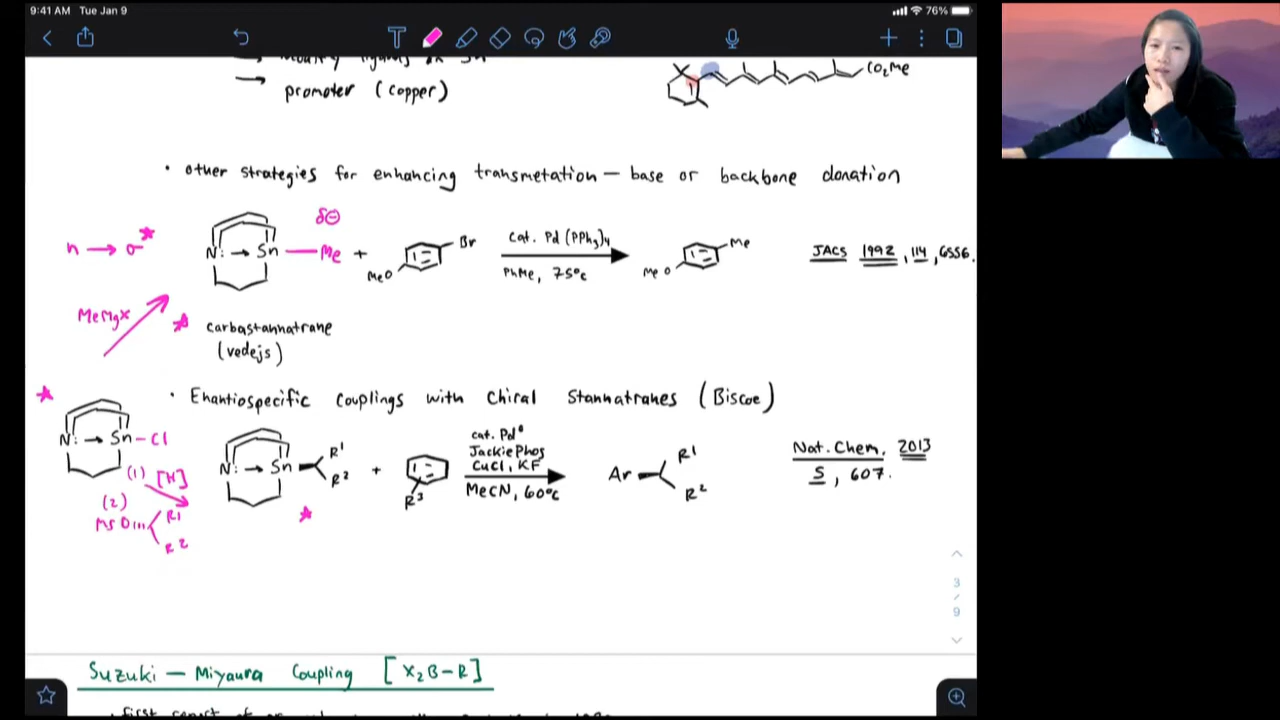 9:41 AM Tue Jan 9
76%
→ promoter (copper)
CO₂Me
• other strategies for enhancing transmetation — base or backbone donation
n → σ*
N: → Sn — Me
δ⊖
+
Br
MeO
cat. Pd(PPh₃)₄
PhMe, 75°C
Me
MeO
JACS 1992, 114, 6556.
MeMgX
carbastannatrane
(vedejs)
• Enantiospecific Couplings with Chiral Stannatranes (Biscoe)
N: → Sn — Cl
(1) [H]
(2)
MsO
R1
R2
N: → Sn
R¹
R²
+
R³
cat. Pd⁰
JackiePhos
CuCl, KF
MeCN, 60°C
Ar
R¹
R²
Nat. Chem. 2013
5, 607.
3
/
9
Suzuki — Miyaura Coupling [X₂B—R]